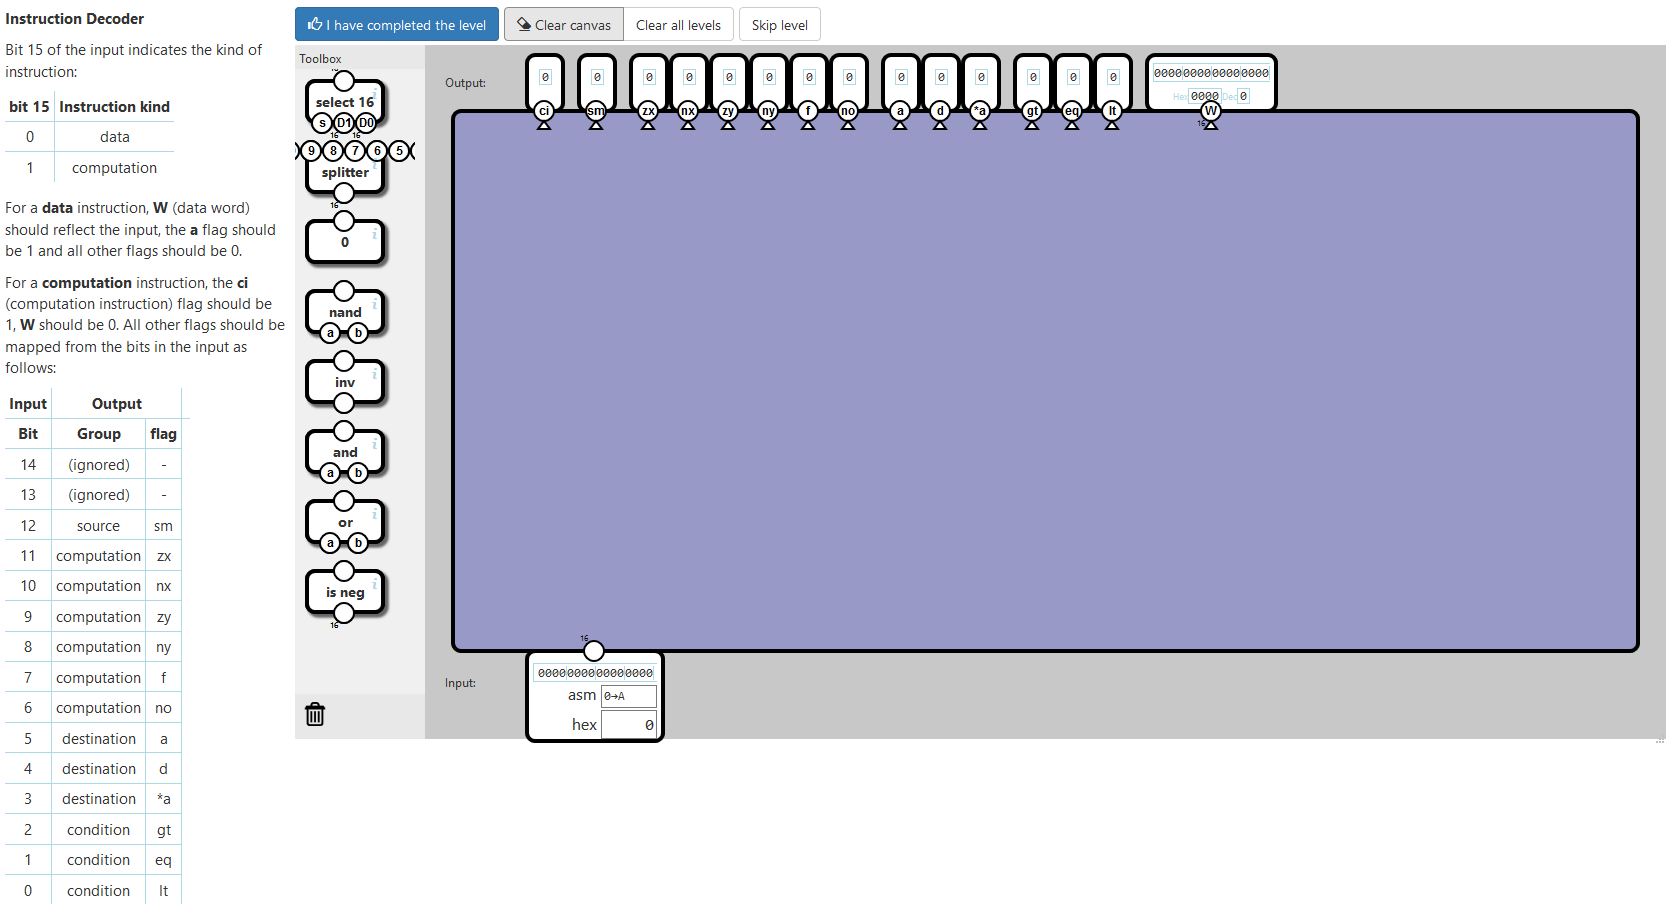 Instruction Decoder
Bit 15 of the input indicates the kind of
instruction:
bit 15 Instruction kind
0 data
1 computation
For a data instruction, W (data word)
should reflect the input, the a flag should
be 1 and all other flags should be 0.
For a computation instruction, the ci
(computation instruction) flag should be
1, W should be 0. All other flags should be
mapped from the bits in the input as
follows:
Input Output
Bit Group flag
14 (ignored) -
13 (ignored) -
12 source sm
11 computation zx
10 computation nx
9 computation zy
8 computation ny
7 computation f
6 computation no
5 destination a
4 destination d
3 destination *a
2 condition gt
1 condition eq
0 condition lt
I have completed the level Clear canvas Clear all levels Skip level
Toolbox
select 16
s D1 D0
16 16
9 8 7 6 5
splitter
16
0
nand
a b
inv
and
a b
or
a b
is neg
16
Output:
0 0 0 0 0 0 0 0 0 0 0 0 0 0 0000000000000000
Hex 0000 Dec 0
ci sm zx nx zy ny f no a d *a gt eq lt W
16
16
Input:
0000000000000000
asm 0→A
hex 0